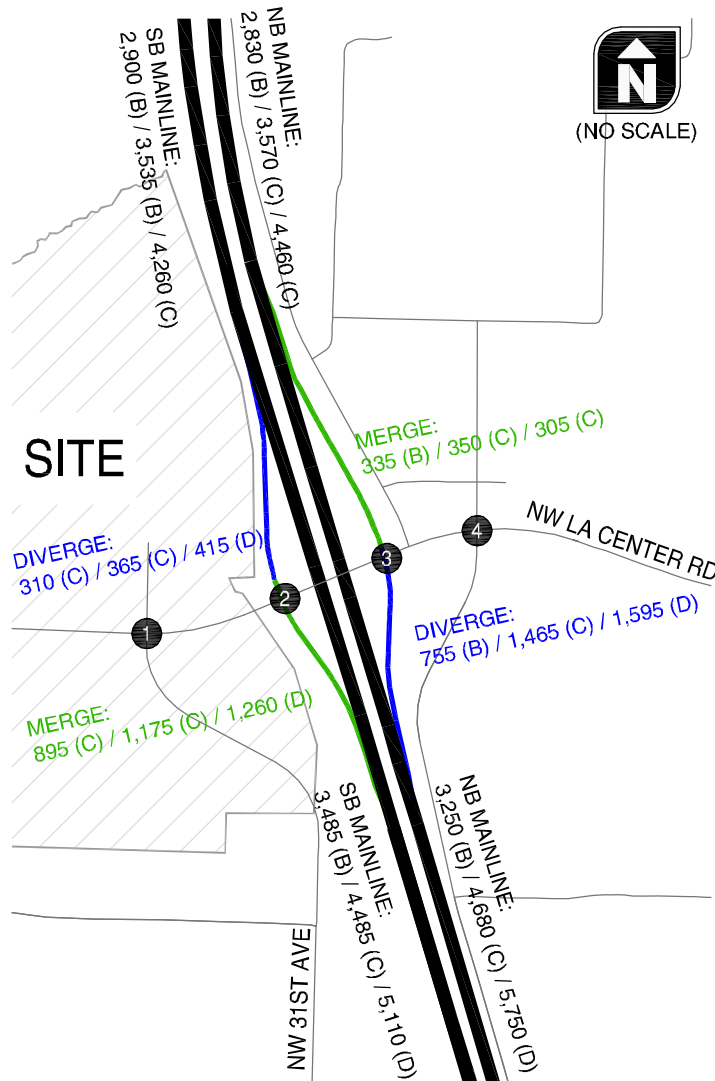 SB MAINLINE:
2,900 (B) / 3,535 (B) / 4,260 (C)
NB MAINLINE:
2,830 (B) / 3,570 (C) / 4,460 (C)
N
(NO SCALE)
SITE
MERGE:
335 (B) / 350 (C) / 305 (C)
NW LA CENTER RD
DIVERGE:
310 (C) / 365 (C) / 415 (D)
1
2
3
4
DIVERGE:
755 (B) / 1,465 (C) / 1,595 (D)
MERGE:
895 (C) / 1,175 (C) / 1,260 (D)
SB MAINLINE:
3,485 (B) / 4,485 (C) / 5,110 (D)
NB MAINLINE:
3,250 (B) / 4,680 (C) / 5,750 (D)
NW 31ST AVE